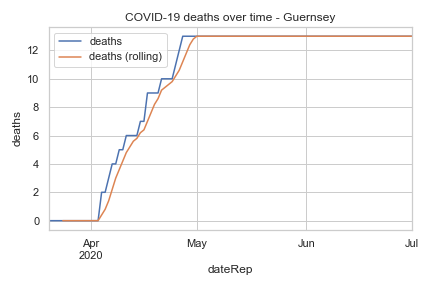 COVID-19 deaths over time - Guernsey
deaths
deaths (rolling)
deaths
12
10
8
6
4
2
0
Apr
2020
May
Jun
Jul
dateRep